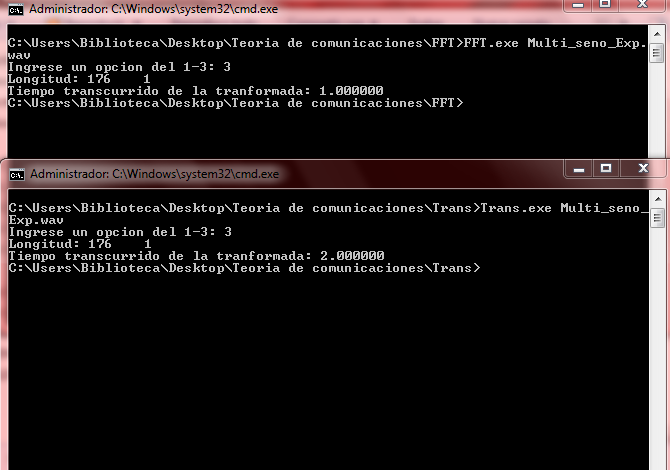 Administrador: C:\Windows\system32\cmd.exe
C:\Users\Biblioteca\Desktop\Teoria de comunicaciones\FFT>FFT.exe Multi_seno_Exp.
wav
Ingrese un opcion del 1-3: 3
Longitud: 176    1
Tiempo transcurrido de la tranformada: 1.000000
C:\Users\Biblioteca\Desktop\Teoria de comunicaciones\FFT>
Administrador: C:\Windows\system32\cmd.exe
C:\Users\Biblioteca\Desktop\Teoria de comunicaciones\Trans>Trans.exe Multi_seno_
Exp.wav
Ingrese un opcion del 1-3: 3
Longitud: 176    1
Tiempo transcurrido de la tranformada: 2.000000
C:\Users\Biblioteca\Desktop\Teoria de comunicaciones\Trans>